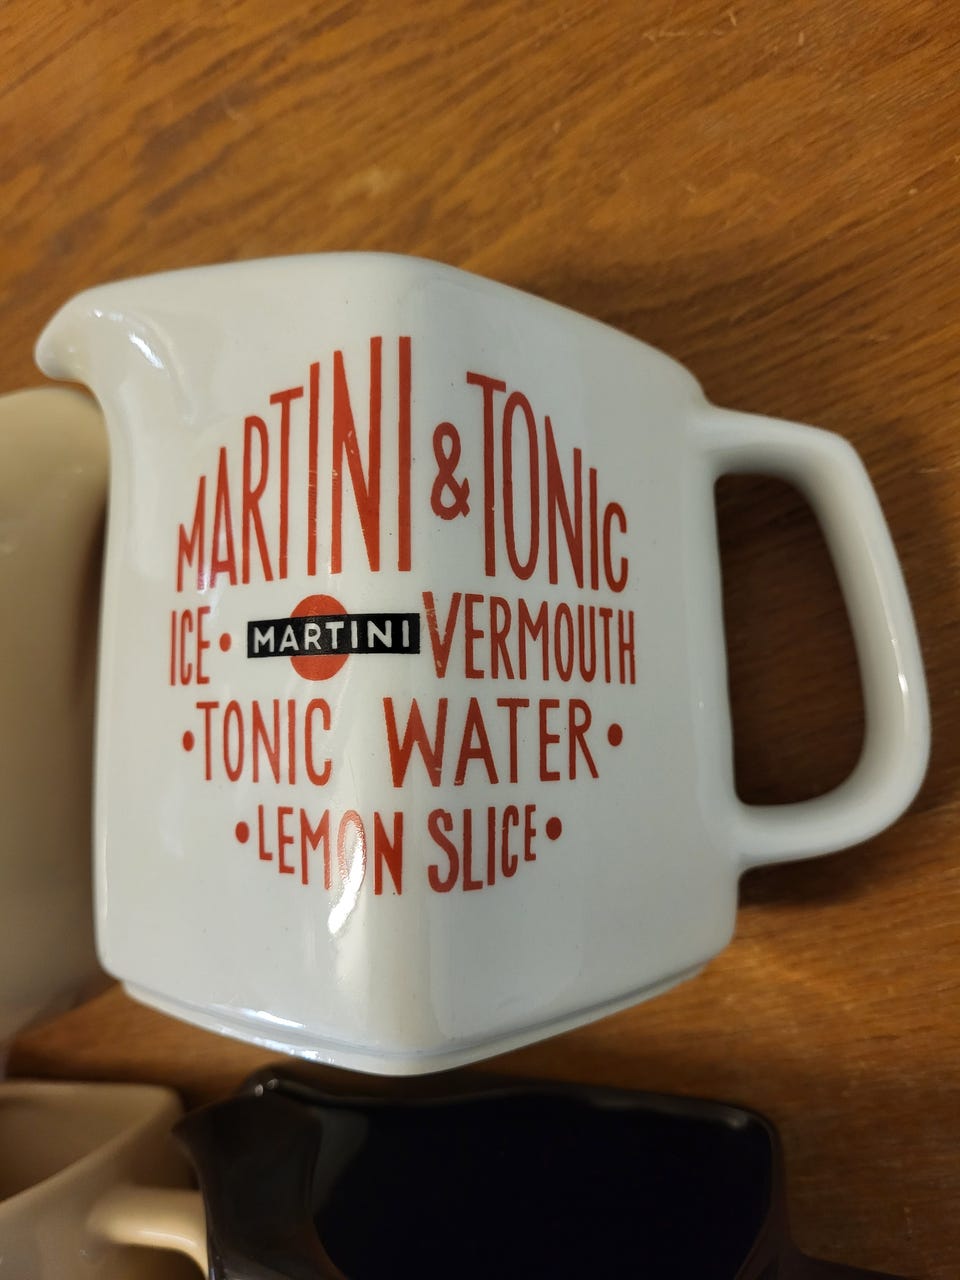 MARTINI & TONIC
ICE • MARTINI VERMOUTH
• TONIC WATER •
• LEMON SLICE •